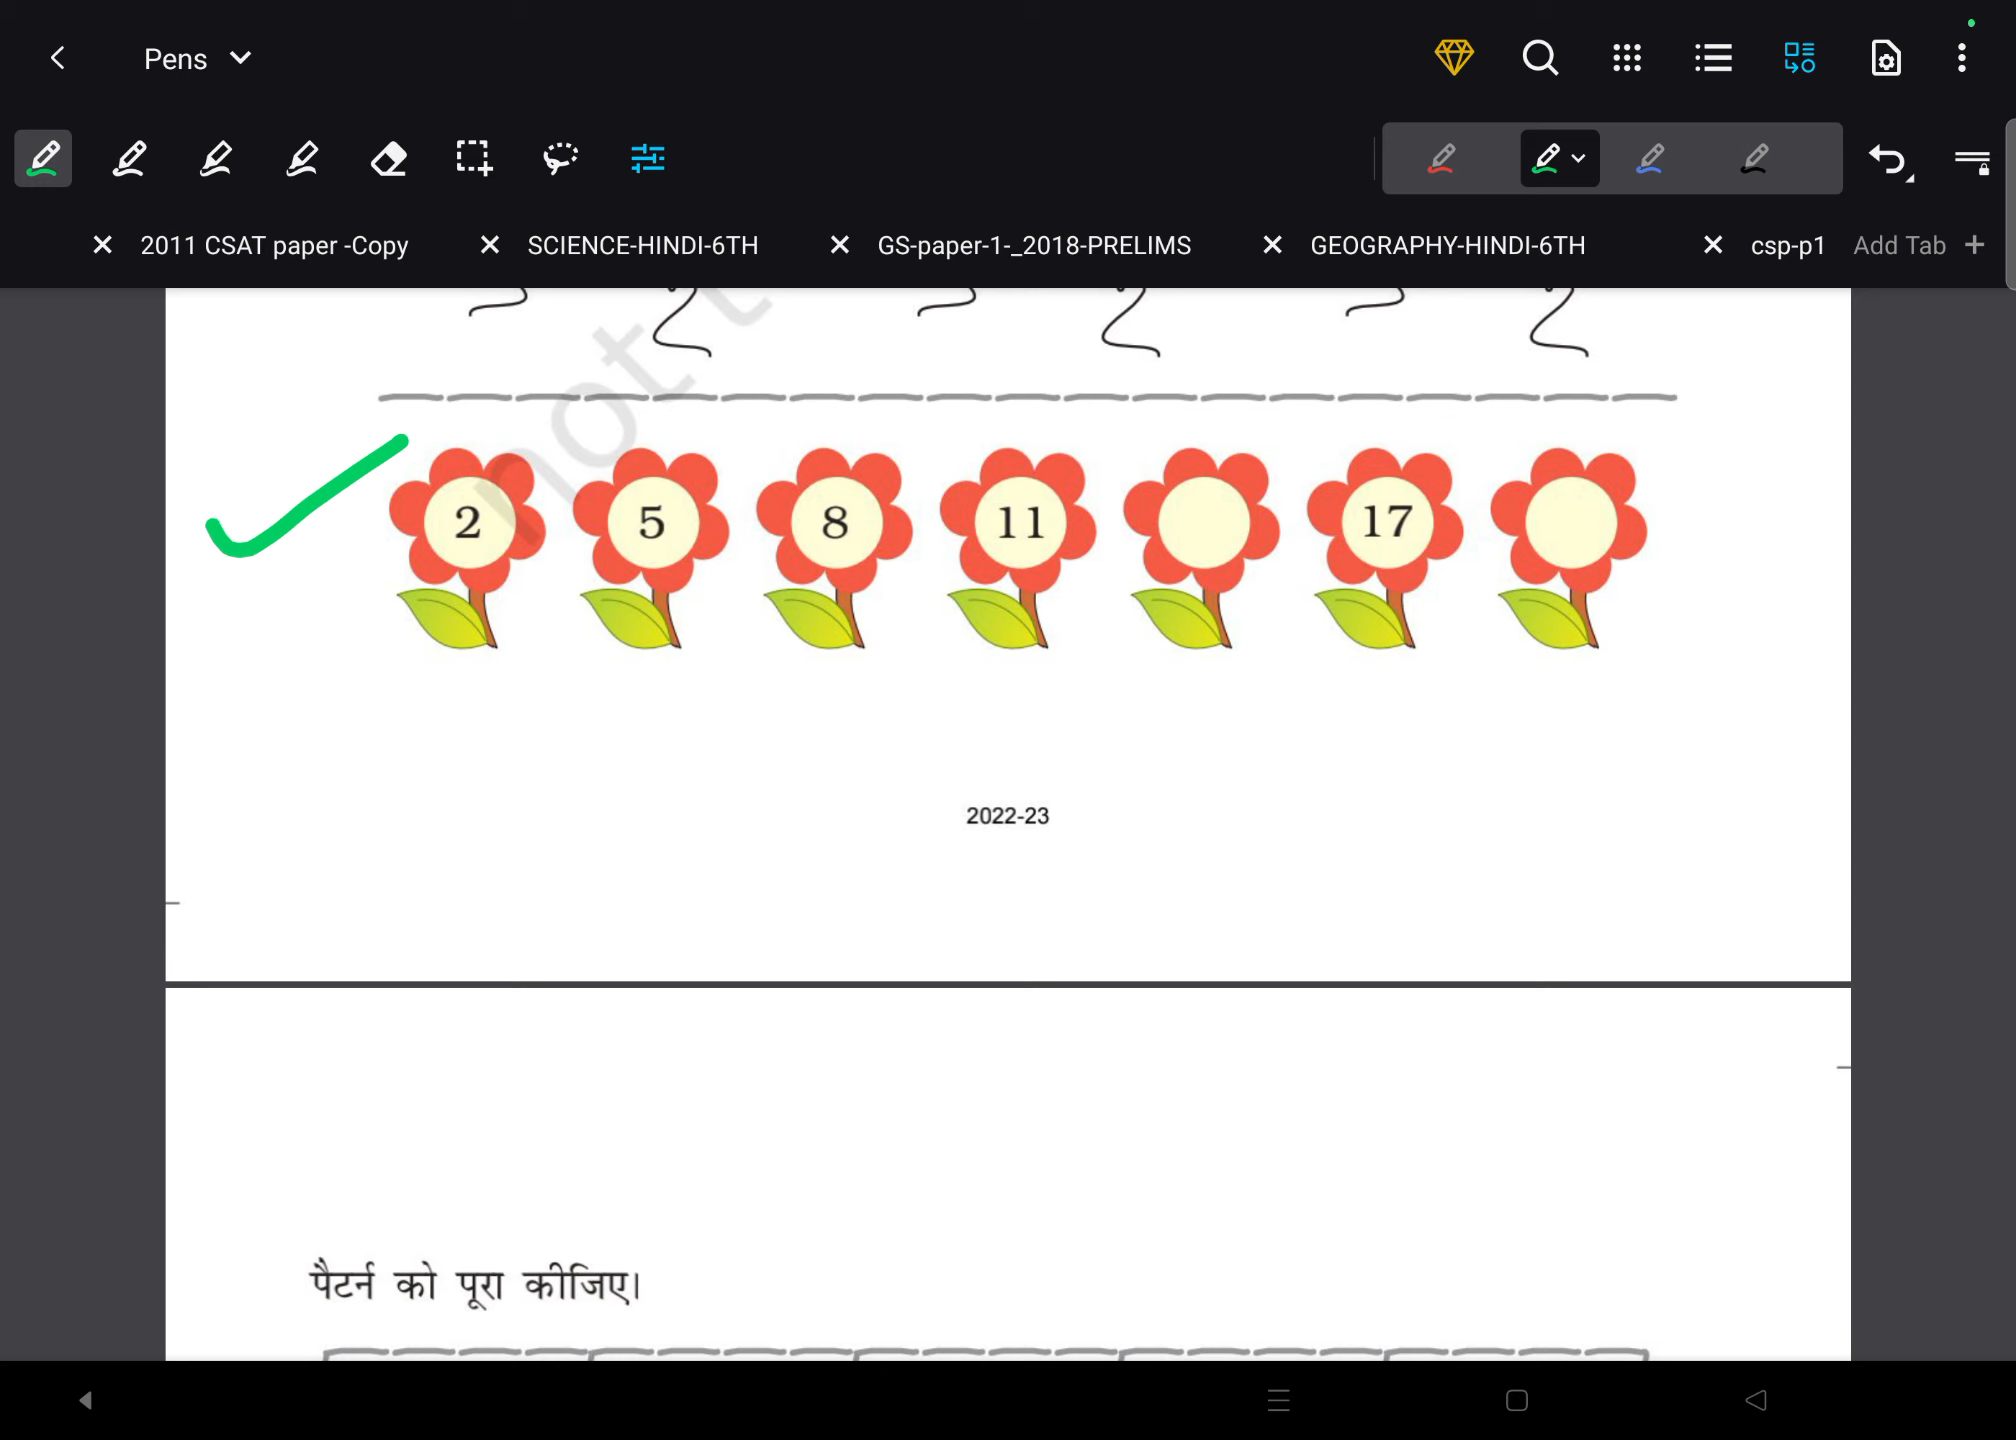 Pens
2011 CSAT paper -Copy SCIENCE-HINDI-6TH GS-paper-1-_2018-PRELIMS GEOGRAPHY-HINDI-6TH csp-p1 Add Tab +
not
2 5 8 11 17
2022-23
पैटर्न को पूरा कीजिए।